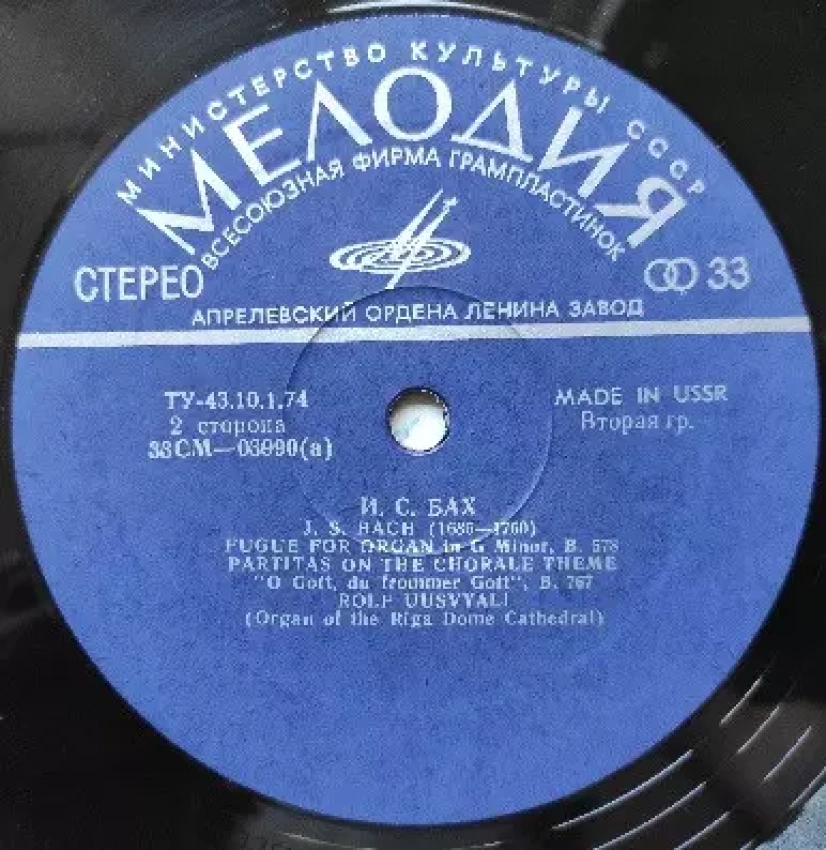 МИНИСТЕРСТВО КУЛЬТУРЫ СССР
МЕЛОДИЯ
ВСЕСОЮЗНАЯ ФИРМА ГРАМПЛАСТИНОК
СТЕРЕО
33
АПРЕЛЕВСКИЙ ОРДЕНА ЛЕНИНА ЗАВОД
ТУ-43.10.1.74
MADE IN USSR
2 сторона
Вторая гр.
33СМ—03990(а)
И. С. БАХ
J. S. BACH (1685—1750)
FUGUE FOR ORGAN in G Minor, B. 578
PARTITAS ON THE CHORALE THEME
"O Gott, du frommer Gott", B. 767
ROLF UUSVYALI
(Organ of the Riga Dome Cathedral)